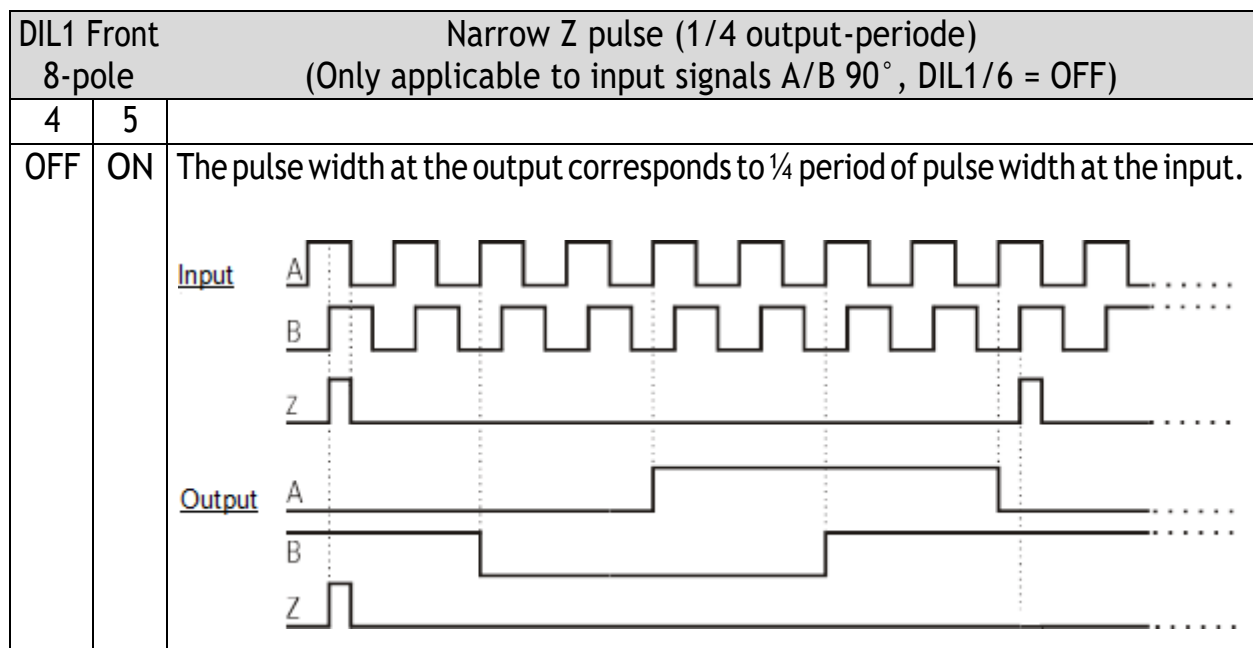 DIL1 Front
8-pole
Narrow Z pulse (1/4 output-periode)
(Only applicable to input signals A/B 90°, DIL1/6 = OFF)
4 5
OFF ON The pulse width at the output corresponds to ¼ period of pulse width at the input.
Input A
B
Z
Output A
B
Z